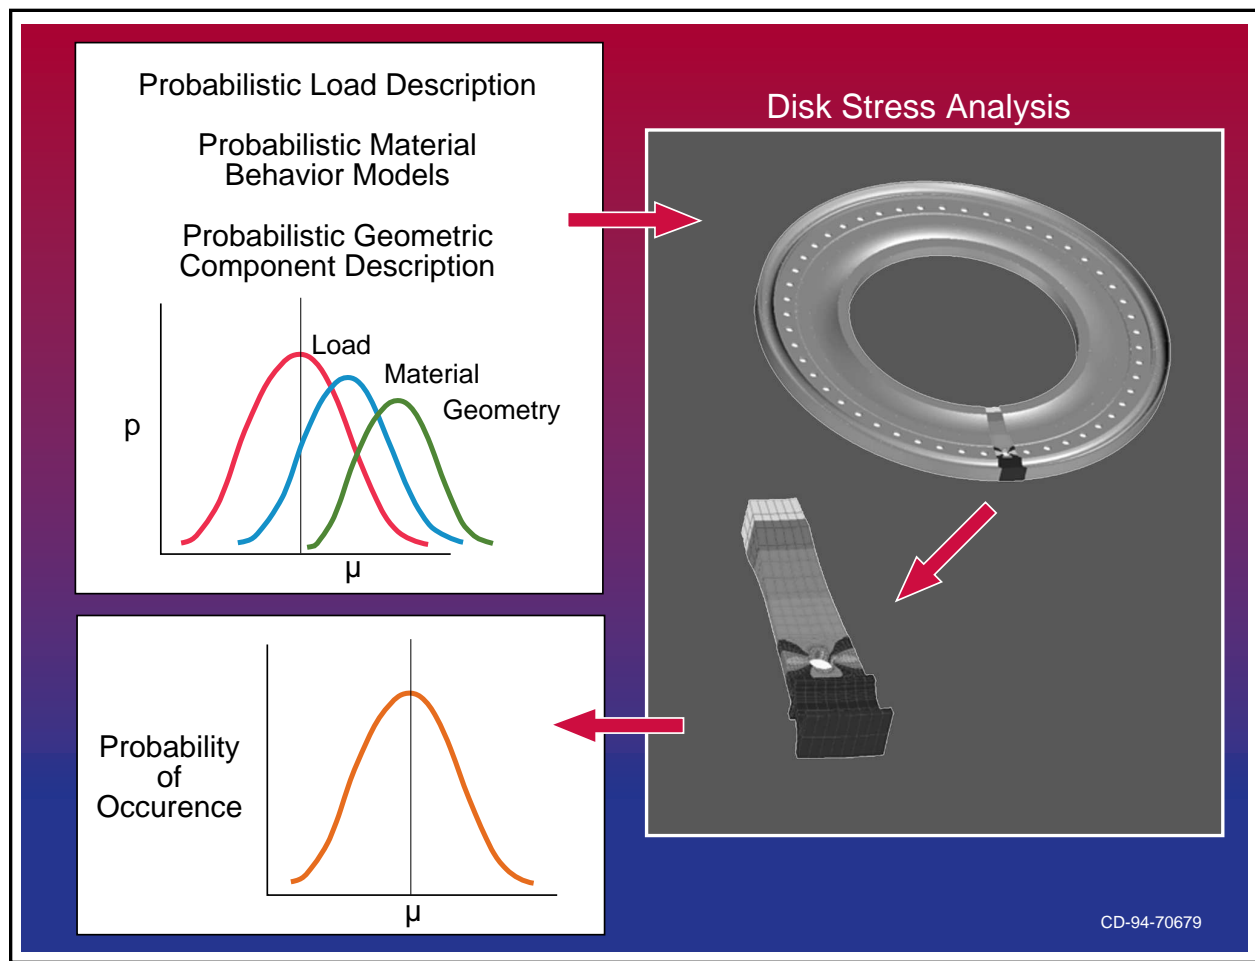 Probabilistic Load Description
Probabilistic Material
Behavior Models
Probabilistic Geometric
Component Description
Load
Material
Geometry
p
μ
Disk Stress Analysis
Probability
of
Occurence
μ
CD-94-70679